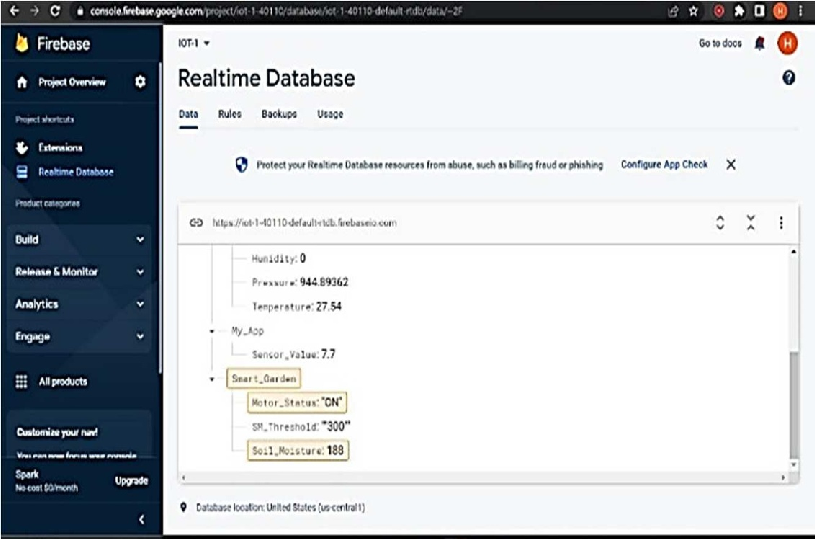 console.firebase.google.com/project/iot-1-40110/database/iot-1-40110-default-rtdb/data/~2F
H
Firebase
IOT-1
Go to docs
H
Project Overview
Realtime Database
Project shortcuts
Data Rules Backups Usage
Extensions
Realtime Database
Protect your Realtime Database resources from abuse, such as billing fraud or phishing Configure App Check
Product categories
https://iot-1-40110-default-rtdb.firebaseio.com
Build
Humidity: 0
Release & Monitor
Pressure: 944.89362
Analytics
Temperature: 27.54
Engage
My_App
Sensor_Value: 7.7
All products
Smart_Garden
Motor_Status: "ON"
SM_Threshold: "300"
Soil_Moisture: 188
Customize your nav!
You can now focus your console
Spark
No-cost $0/month
Upgrade
Database location: United States (us-central1)